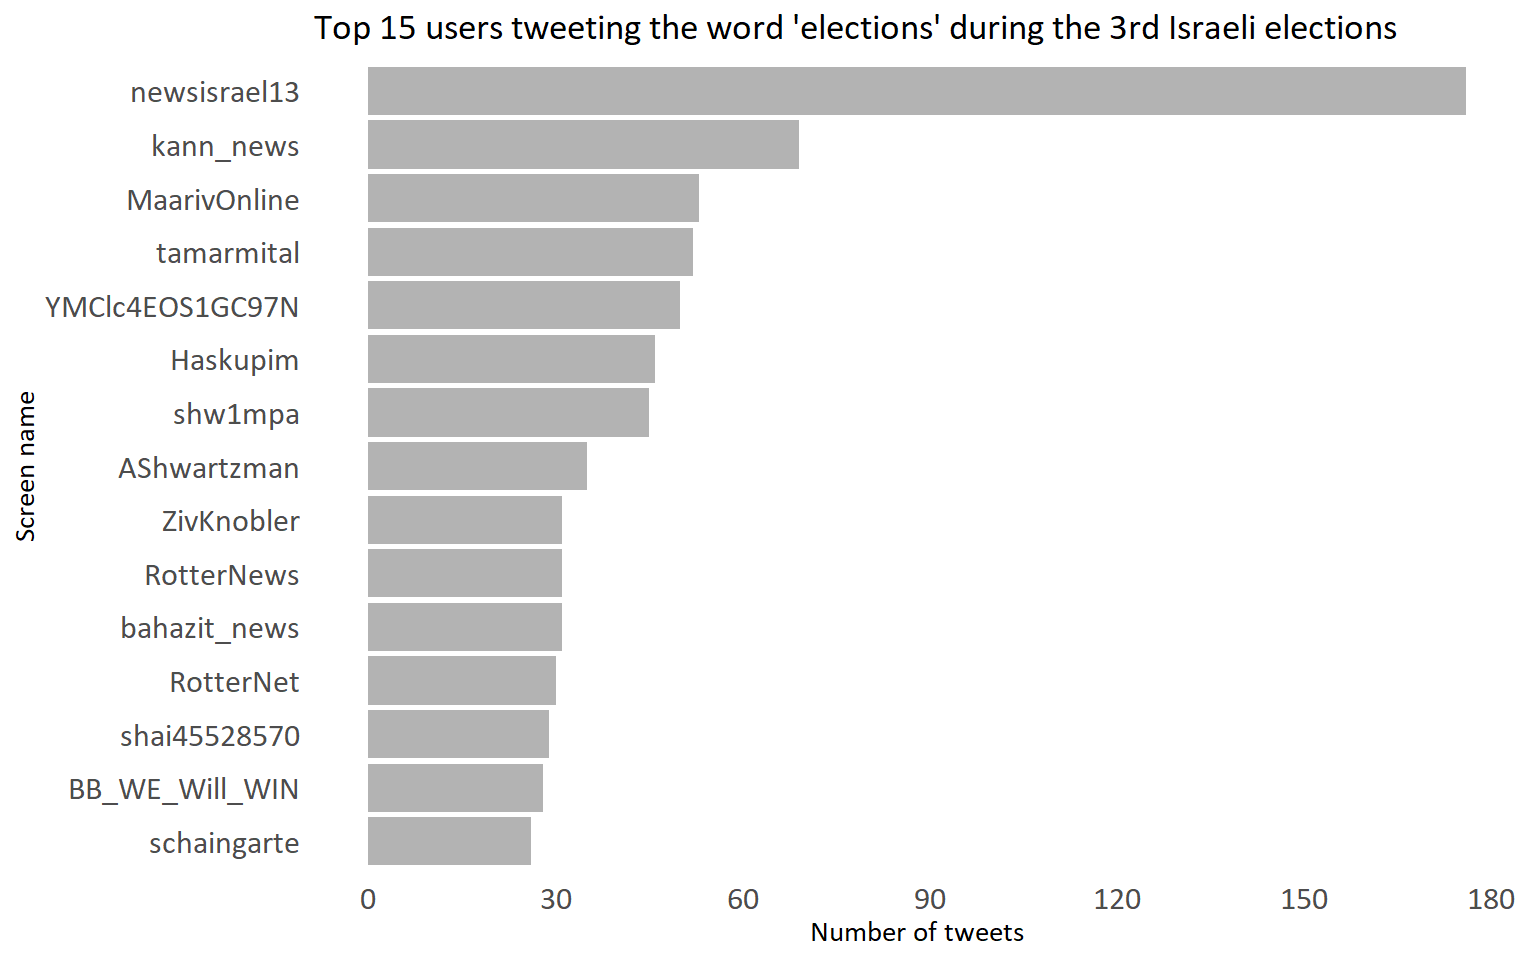 Top 15 users tweeting the word 'elections' during the 3rd Israeli elections
newsisrael13
kann_news
MaarivOnline
tamarmital
YMClc4EOS1GC97N
Haskupim
shw1mpa
AShwartzman
ZivKnobler
RotterNews
bahazit_news
RotterNet
shai45528570
BB_WE_Will_WIN
schaingarte
Screen name
0 30 60 90 120 150 180
Number of tweets